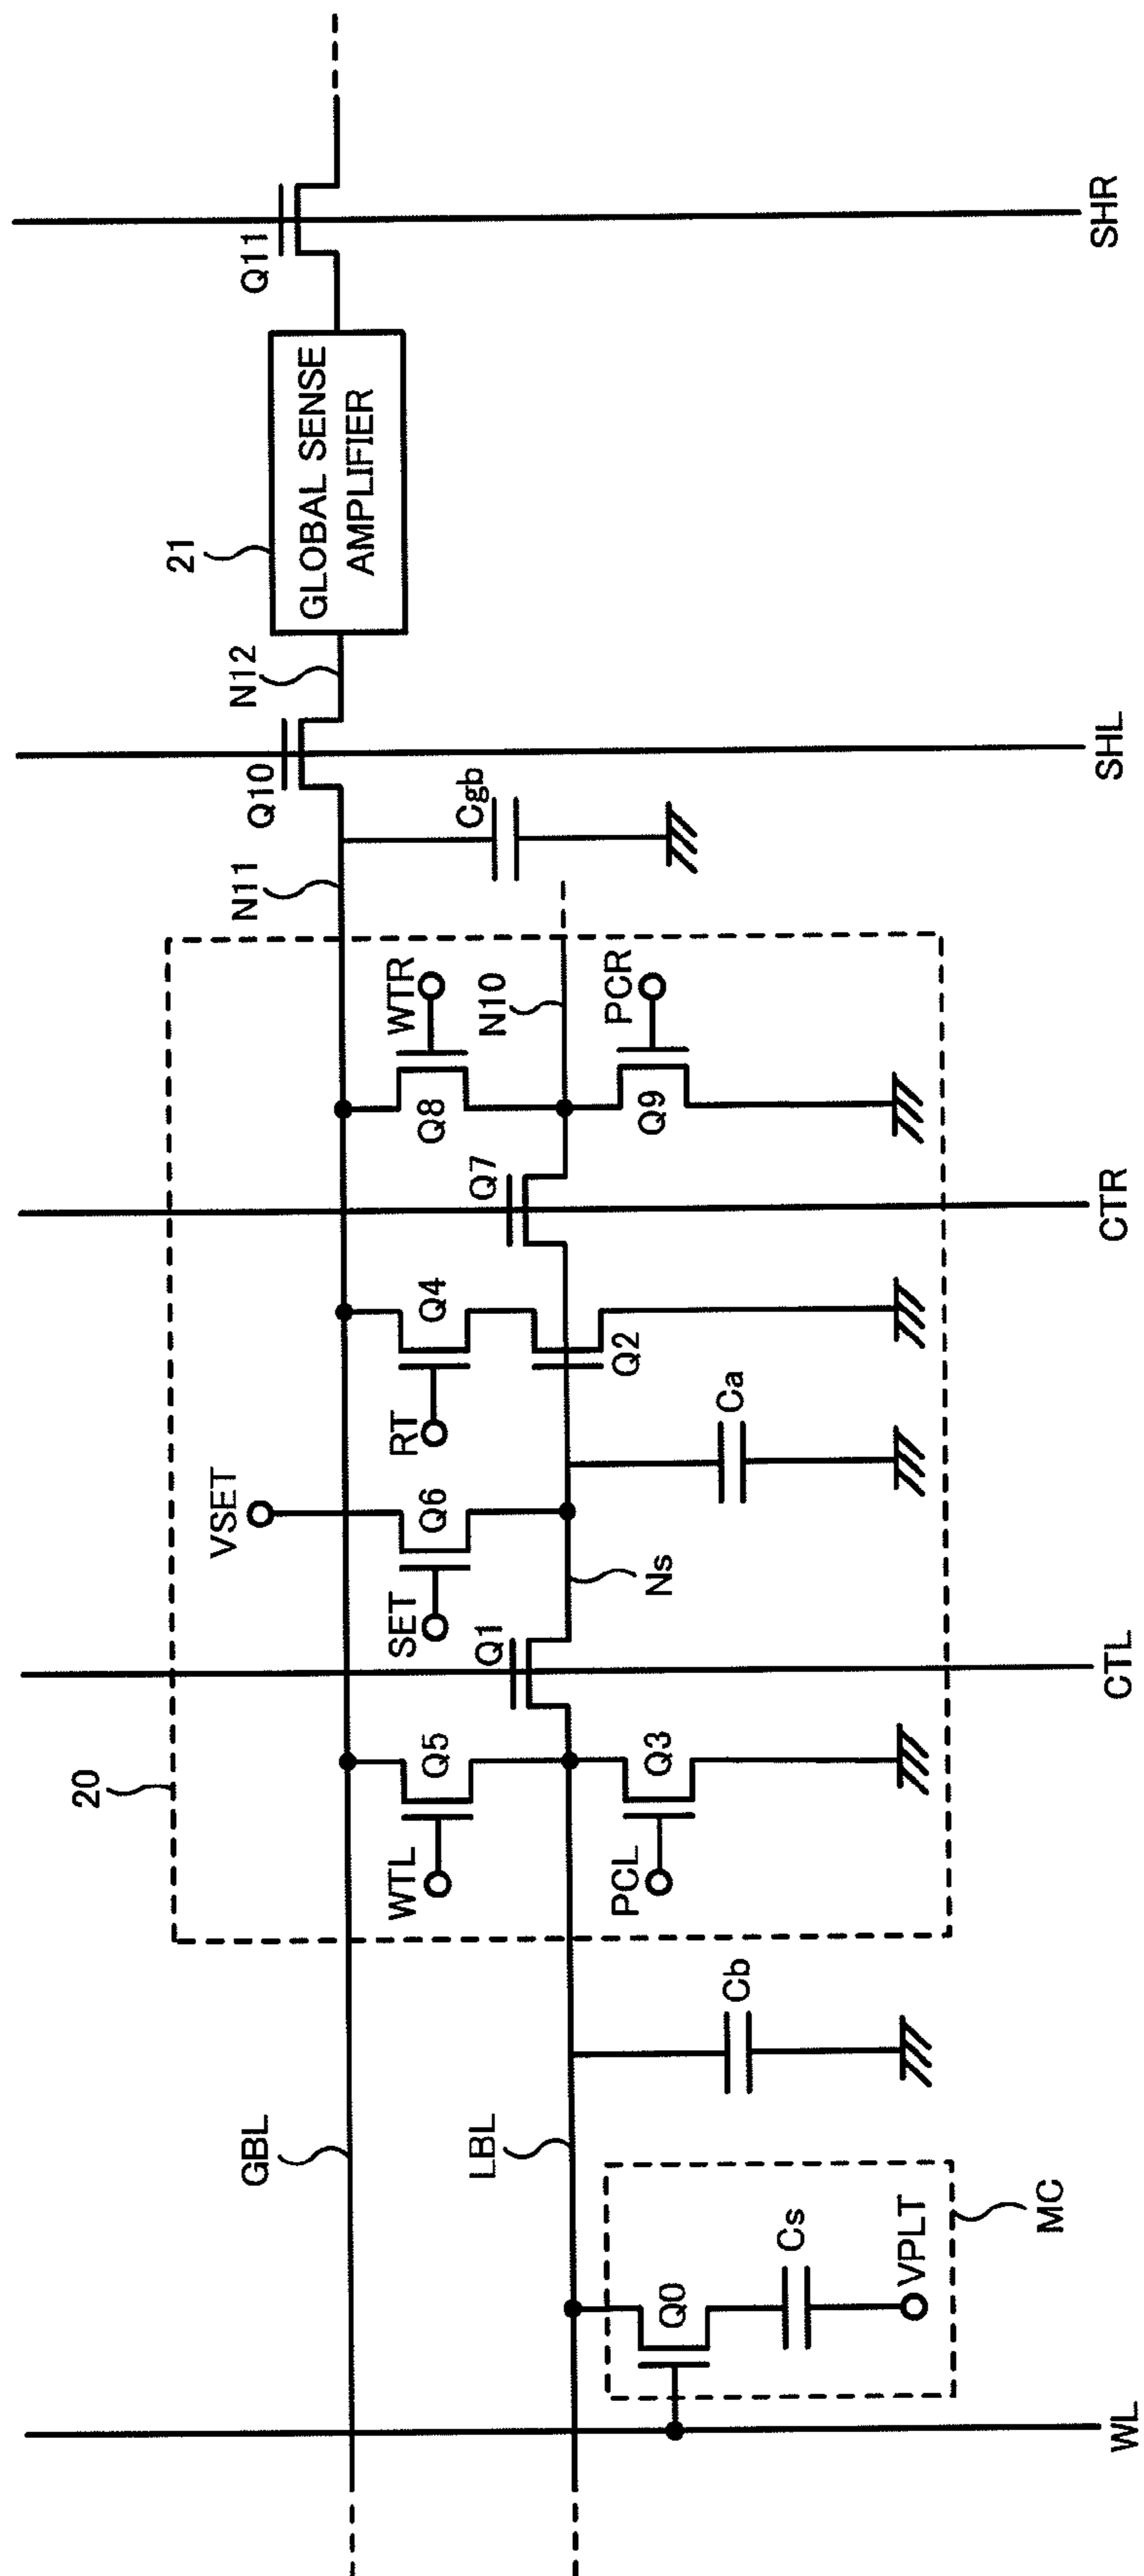 20
VSET
GBL
WTL
Q5
SET
Q6
RT
Q4
Q8
WTR
N11
Q10
N12
21
GLOBAL SENSE
AMPLIFIER
Q11
LBL
Q1
Ns
Q7
N10
Cgb
Q0
Cs
VPLT
MC
Cb
PCL
Q3
Ca
Q2
Q9
PCR
WL
CTL
CTR
SHL
SHR